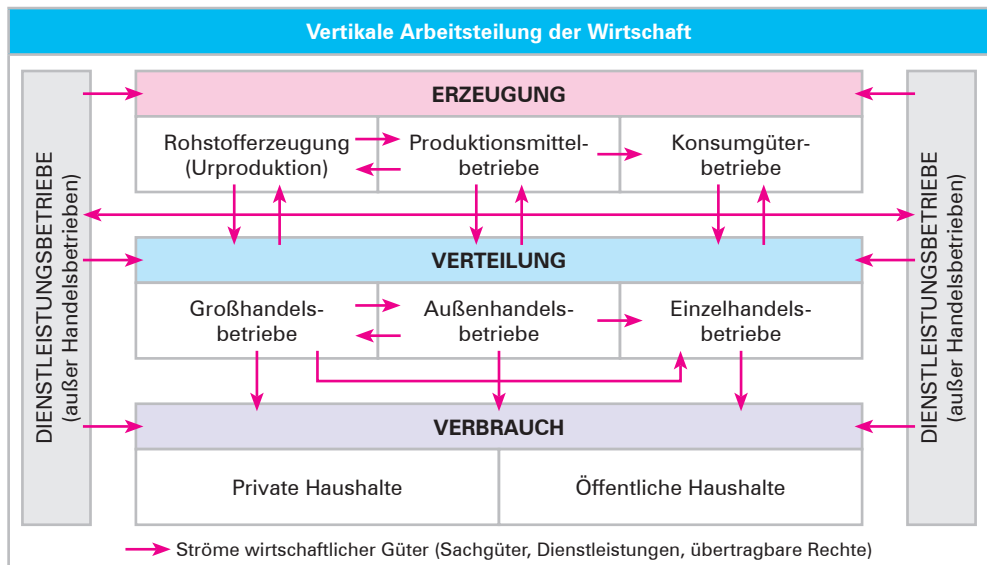 Vertikale Arbeitsteilung der Wirtschaft
DIENSTLEISTUNGSBETRIEBE
(außer Handelsbetrieben)
ERZEUGUNG
Rohstofferzeugung
(Urproduktion)
Produktionsmittel-
betriebe
Konsumgüter-
betriebe
VERTEILUNG
Großhandels-
betriebe
Außenhandels-
betriebe
Einzelhandels-
betriebe
VERBRAUCH
Private Haushalte
Öffentliche Haushalte
DIENSTLEISTUNGSBETRIEBE
(außer Handelsbetrieben)
Ströme wirtschaftlicher Güter (Sachgüter, Dienstleistungen, übertragbare Rechte)